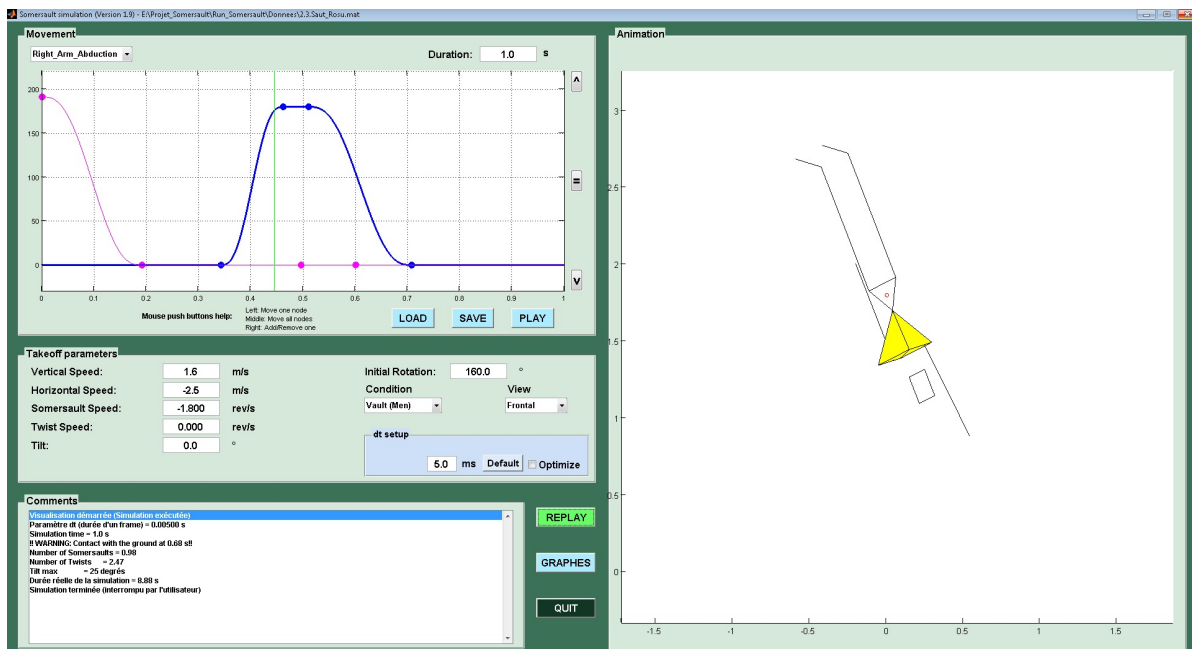 Somersault simulation (Version 1.9) - E:\Projet_Somersault\Run_Somersault\Donnees\2.3.Saut_Rosu.mat
Movement
Right_Arm_Abduction
Duration: 1.0 s
200
150
100
50
0
0 0.1 0.2 0.3 0.4 0.5 0.6 0.7 0.8 0.9 1
^
=
v
Mouse push buttons help:
Left: Move one node
Middle: Move all nodes
Right: Add/Remove one
LOAD SAVE PLAY
Takeoff parameters
Vertical Speed: 1.6 m/s
Horizontal Speed: -2.5 m/s
Somersault Speed: -1.800 rev/s
Twist Speed: 0.000 rev/s
Tilt: 0.0 °
Initial Rotation: 160.0 °
Condition View
Vault (Men) Frontal
dt setup
5.0 ms Default Optimize
Comments
Visualisation démarrée (Simulation exécutée)
Paramètre dt (durée d'un frame) = 0.00500 s
Simulation time = 1.0 s
!! WARNING: Contact with the ground at 0.68 s!!
Number of Somersaults = 0.98
Number of Twists = 2.47
Tilt max = 25 degrés
Durée réelle de la simulation = 8.88 s
Simulation terminée (interrompu par l'utilisateur)
REPLAY
GRAPHES
QUIT
Animation
3
2.5
2
1.5
1
0.5
0
-1.5 -1 -0.5 0 0.5 1 1.5